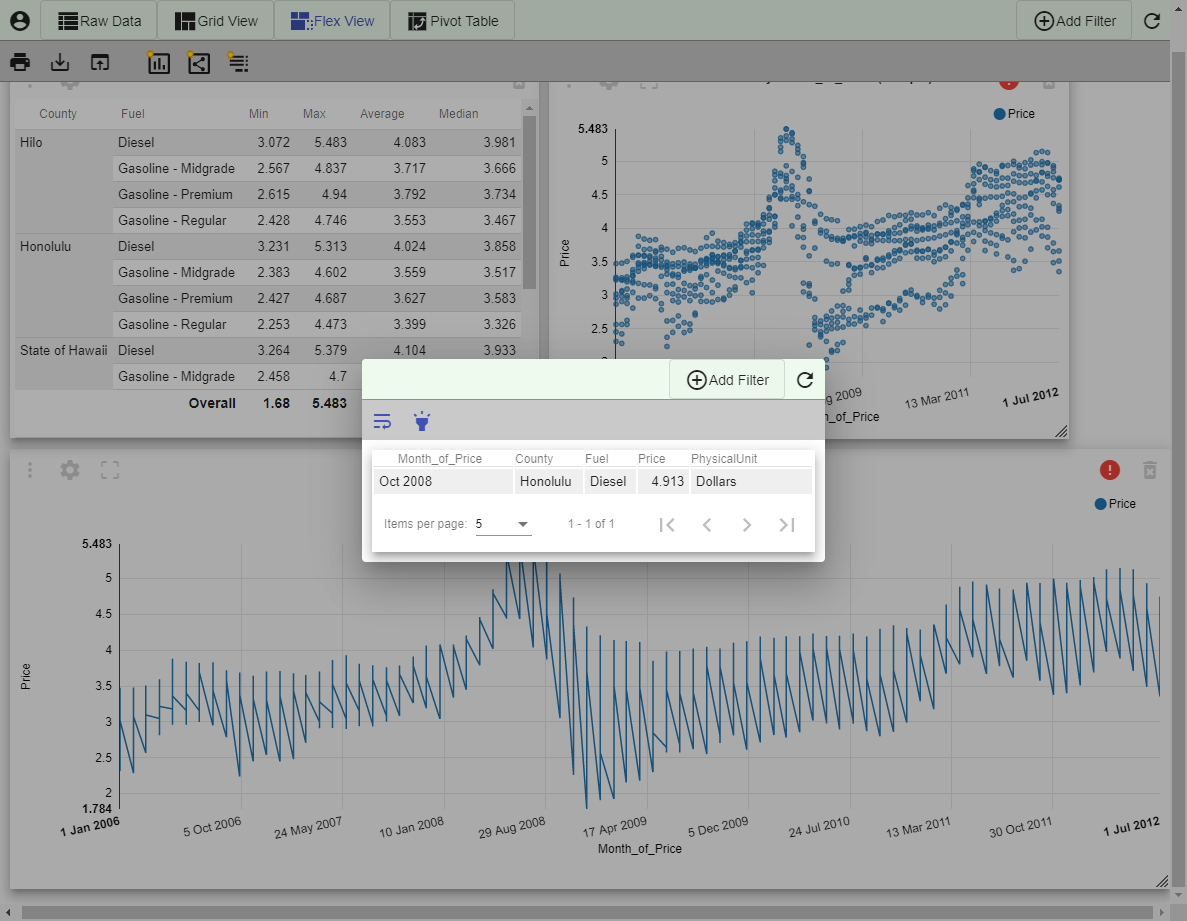 Raw Data Grid View Flex View Pivot Table Add Filter
County Fuel Min Max Average Median
Hilo Diesel 3.072 5.483 4.083 3.981
Gasoline - Midgrade 2.567 4.837 3.717 3.666
Gasoline - Premium 2.615 4.94 3.792 3.734
Gasoline - Regular 2.428 4.746 3.553 3.467
Honolulu Diesel 3.231 5.313 4.024 3.858
Gasoline - Midgrade 2.383 4.602 3.559 3.517
Gasoline - Premium 2.427 4.687 3.627 3.583
Gasoline - Regular 2.253 4.473 3.399 3.326
State of Hawaii Diesel 3.264 5.379 4.104 3.933
Gasoline - Midgrade 2.458 4.7
Overall 1.68 5.483
Price
5.483
5
4.5
4
3.5
3
2.5
Price
2009
13 Mar 2011
1 Jul 2012
_of_Price
Add Filter
Month_of_Price County Fuel Price PhysicalUnit
Oct 2008 Honolulu Diesel 4.913 Dollars
Items per page: 5 1 - 1 of 1
Price
5.483
5
4.5
4
3.5
3
2.5
2
1.784
Price
1 Jan 2006 5 Oct 2006 24 May 2007 10 Jan 2008 29 Aug 2008 17 Apr 2009 5 Dec 2009 24 Jul 2010 13 Mar 2011 30 Oct 2011 1 Jul 2012
Month_of_Price